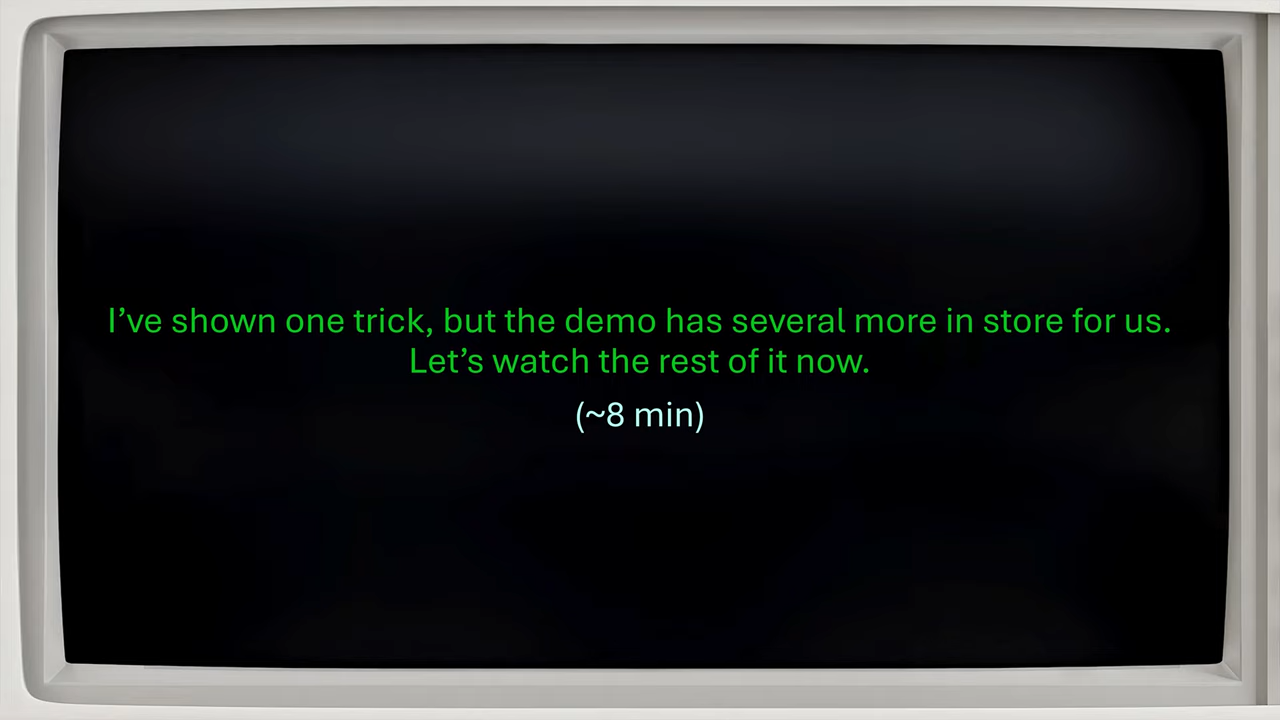 I’ve shown one trick, but the demo has several more in store for us.
Let’s watch the rest of it now.
(~8 min)